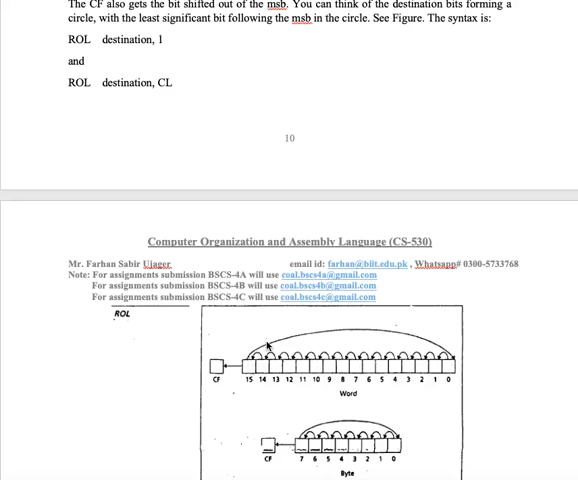 The CF also gets the bit shifted out of the msb. You can think of the destination bits forming a
circle, with the least significant bit following the msb in the circle. See Figure. The syntax is:
ROL destination, 1
and
ROL destination, CL
10
Computer Organization and Assembly Language (CS-530)
Mr. Farhan Sabir Ujager email id: farhan@biit.edu.pk , Whatsapp# 0300-5733768
Note: For assignments submission BSCS-4A will use coal.bscs4a@gmail.com
For assignments submission BSCS-4B will use coal.bscs4b@gmail.com
For assignments submission BSCS-4C will use coal.bscs4c@gmail.com
ROL
CF 15 14 13 12 11 10 9 8 7 6 5 4 3 2 1 0
Word
CF 7 6 5 4 3 2 1 0
Byte